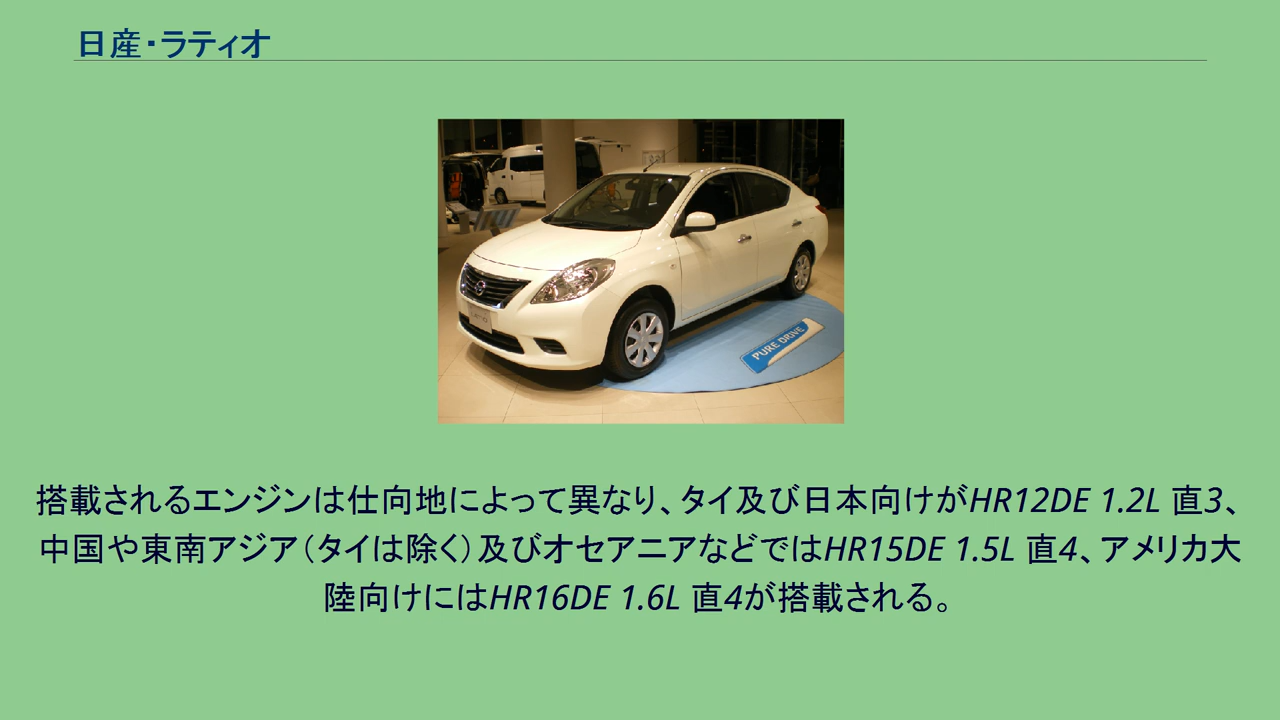 日産・ラティオ
PURE DRIVE
搭載されるエンジンは仕向地によって異なり、タイ及び日本向けがHR12DE 1.2L 直3、
中国や東南アジア（タイは除く）及びオセアニアなどではHR15DE 1.5L 直4、アメリカ大
陸向けにはHR16DE 1.6L 直4が搭載される。